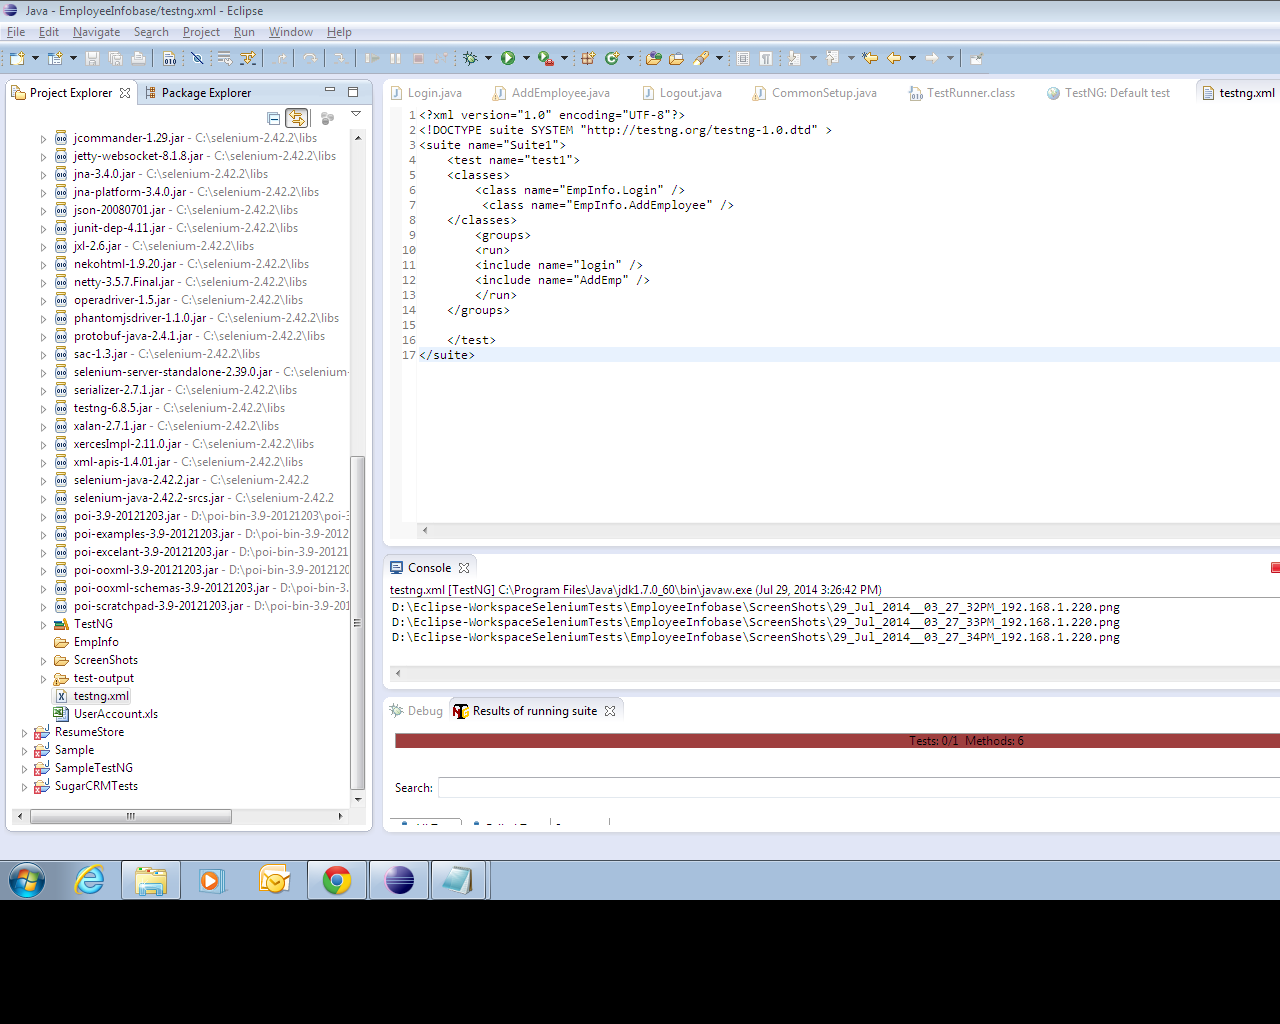 Java - EmployeeInfobase/testng.xml - Eclipse
File Edit Navigate Search Project Run Window Help
Project Explorer
Package Explorer
jcommander-1.29.jar - C:\selenium-2.42.2\libs
jetty-websocket-8.1.8.jar - C:\selenium-2.42.2\libs
jna-3.4.0.jar - C:\selenium-2.42.2\libs
jna-platform-3.4.0.jar - C:\selenium-2.42.2\libs
json-20080701.jar - C:\selenium-2.42.2\libs
junit-dep-4.11.jar - C:\selenium-2.42.2\libs
jxl-2.6.jar - C:\selenium-2.42.2\libs
nekohtml-1.9.20.jar - C:\selenium-2.42.2\libs
netty-3.5.7.Final.jar - C:\selenium-2.42.2\libs
operadriver-1.5.jar - C:\selenium-2.42.2\libs
phantomjsdriver-1.1.0.jar - C:\selenium-2.42.2\libs
protobuf-java-2.4.1.jar - C:\selenium-2.42.2\libs
sac-1.3.jar - C:\selenium-2.42.2\libs
selenium-server-standalone-2.39.0.jar - C:\selenium-
serializer-2.7.1.jar - C:\selenium-2.42.2\libs
testng-6.8.5.jar - C:\selenium-2.42.2\libs
xalan-2.7.1.jar - C:\selenium-2.42.2\libs
xercesImpl-2.11.0.jar - C:\selenium-2.42.2\libs
xml-apis-1.4.01.jar - C:\selenium-2.42.2\libs
selenium-java-2.42.2.jar - C:\selenium-2.42.2
selenium-java-2.42.2-srcs.jar - C:\selenium-2.42.2
poi-3.9-20121203.jar - D:\poi-bin-3.9-20121203\poi-3
poi-examples-3.9-20121203.jar - D:\poi-bin-3.9-2012
poi-excelant-3.9-20121203.jar - D:\poi-bin-3.9-20121
poi-ooxml-3.9-20121203.jar - D:\poi-bin-3.9-2012120
poi-ooxml-schemas-3.9-20121203.jar - D:\poi-bin-3.
poi-scratchpad-3.9-20121203.jar - D:\poi-bin-3.9-201
TestNG
EmpInfo
ScreenShots
test-output
testng.xml
UserAccount.xls
ResumeStore
Sample
SampleTestNG
SugarCRMTests
Login.java AddEmployee.java Logout.java CommonSetup.java TestRunner.class TestNG: Default test testng.xml
1 <?xml version="1.0" encoding="UTF-8"?>
2 <!DOCTYPE suite SYSTEM "http://testng.org/testng-1.0.dtd" >
3 <suite name="Suite1">
4 <test name="test1">
5 <classes>
6 <class name="EmpInfo.Login" />
7 <class name="EmpInfo.AddEmployee" />
8 </classes>
9 <groups>
10 <run>
11 <include name="login" />
12 <include name="AddEmp" />
13 </run>
14 </groups>
15
16 </test>
17 </suite>
Console
testng.xml [TestNG] C:\Program Files\Java\jdk1.7.0_60\bin\javaw.exe (Jul 29, 2014 3:26:42 PM)
D:\Eclipse-WorkspaceSeleniumTests\EmployeeInfobase\ScreenShots\29_Jul_2014__03_27_32PM_192.168.1.220.png
D:\Eclipse-WorkspaceSeleniumTests\EmployeeInfobase\ScreenShots\29_Jul_2014__03_27_33PM_192.168.1.220.png
D:\Eclipse-WorkspaceSeleniumTests\EmployeeInfobase\ScreenShots\29_Jul_2014__03_27_34PM_192.168.1.220.png
Debug Results of running suite
Tests: 0/1 Methods: 6
Search: